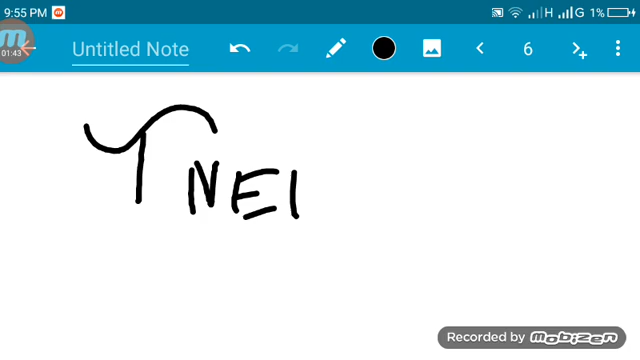 9:55 PM H G 1%
01:43 Untitled Note 6
TNEI
Recorded by mobizen